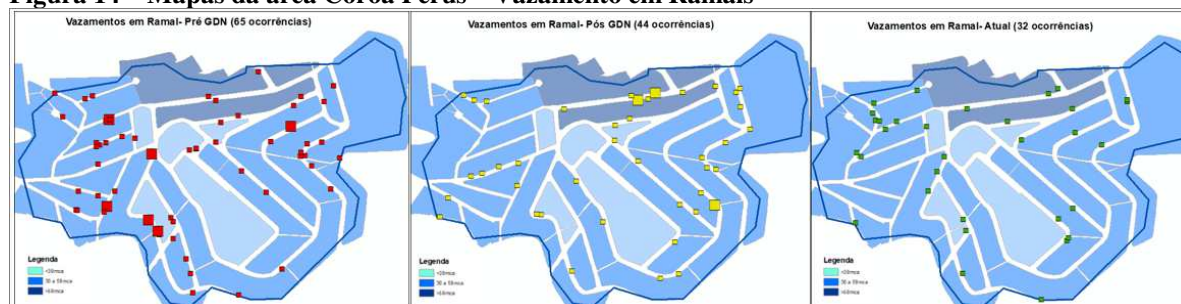 Figura 14 – Mapas da área Coroa Perus – Vazamento em Ramais
Vazamentos em Ramal- Pré GDN (65 ocorrências)
Vazamentos em Ramal- Pós GDN (44 ocorrências)
Vazamentos em Ramal- Atual (32 ocorrências)
Legenda
Legenda
Legenda